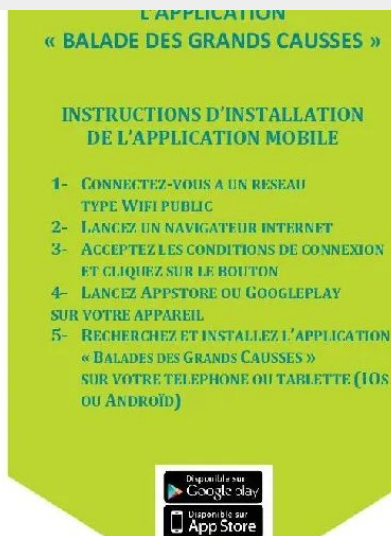 L'APPLICATION
« BALADE DES GRANDS CAUSSES »
INSTRUCTIONS D'INSTALLATION
DE L'APPLICATION MOBILE
1- CONNECTEZ-VOUS A UN RESEAU
TYPE WIFI PUBLIC
2- LANCEZ UN NAVIGATEUR INTERNET
3- ACCEPTEZ LES CONDITIONS DE CONNEXION
ET CLIQUEZ SUR LE BOUTON
4- LANCEZ APPSTORE OU GOOGLEPLAY
SUR VOTRE APPAREIL
5- RECHERCHEZ ET INSTALLEZ L'APPLICATION
« BALADES DES GRANDS CAUSSES »
SUR VOTRE TELEPHONE OU TABLETTE (IOS
OU ANDROÏD)
Disponible sur
Google play
Disponible sur
App Store